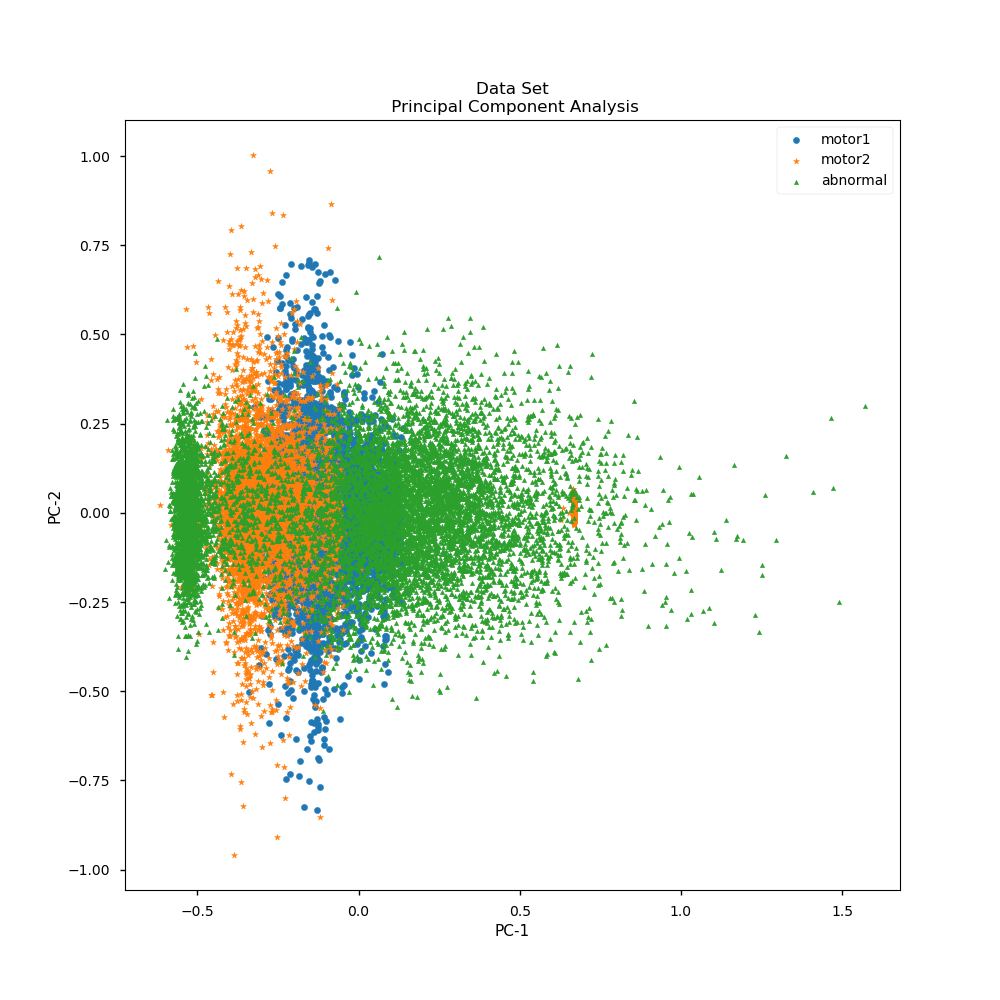 Data Set
Principal Component Analysis
motor1
motor2
abnormal
1.00
0.75
0.50
0.25
0.00
−0.25
−0.50
−0.75
−1.00
PC-2
−0.5
0.0
0.5
1.0
1.5
PC-1